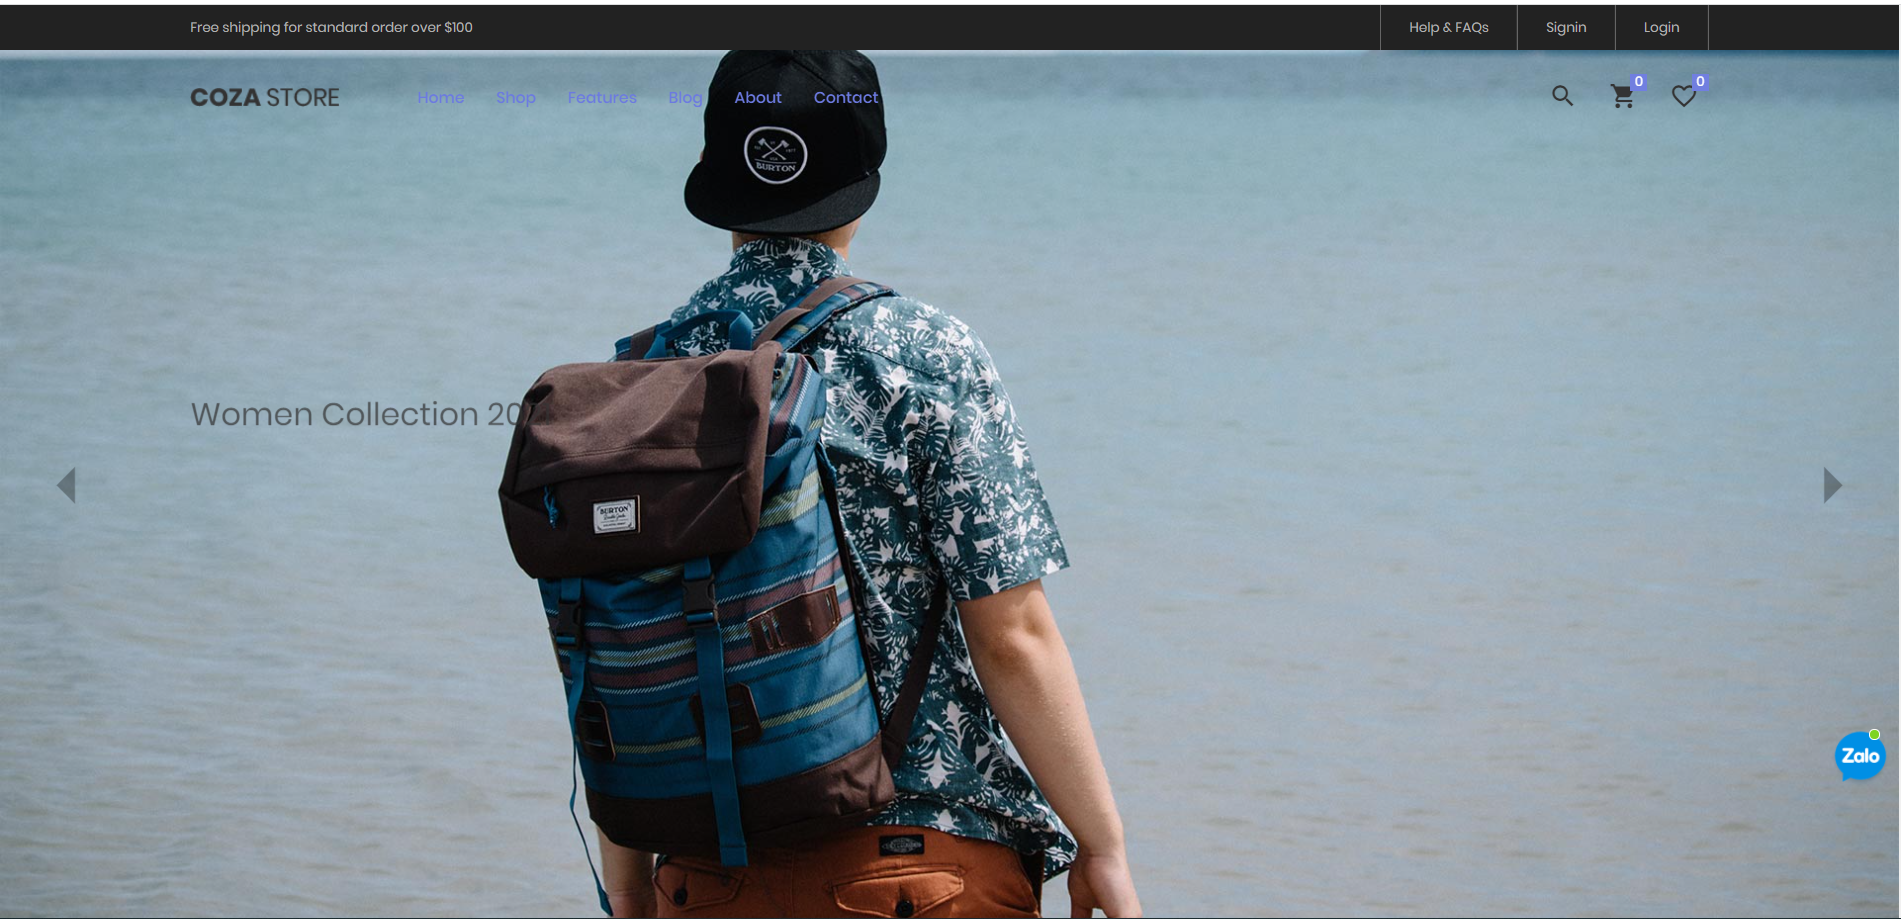 Free shipping for standard order over $100
Help & FAQs
Signin
Login
COZA STORE
Home
Shop
Features
Blog
About
Contact
0
0
BURTON
Women Collection 20
BURTON
Zalo